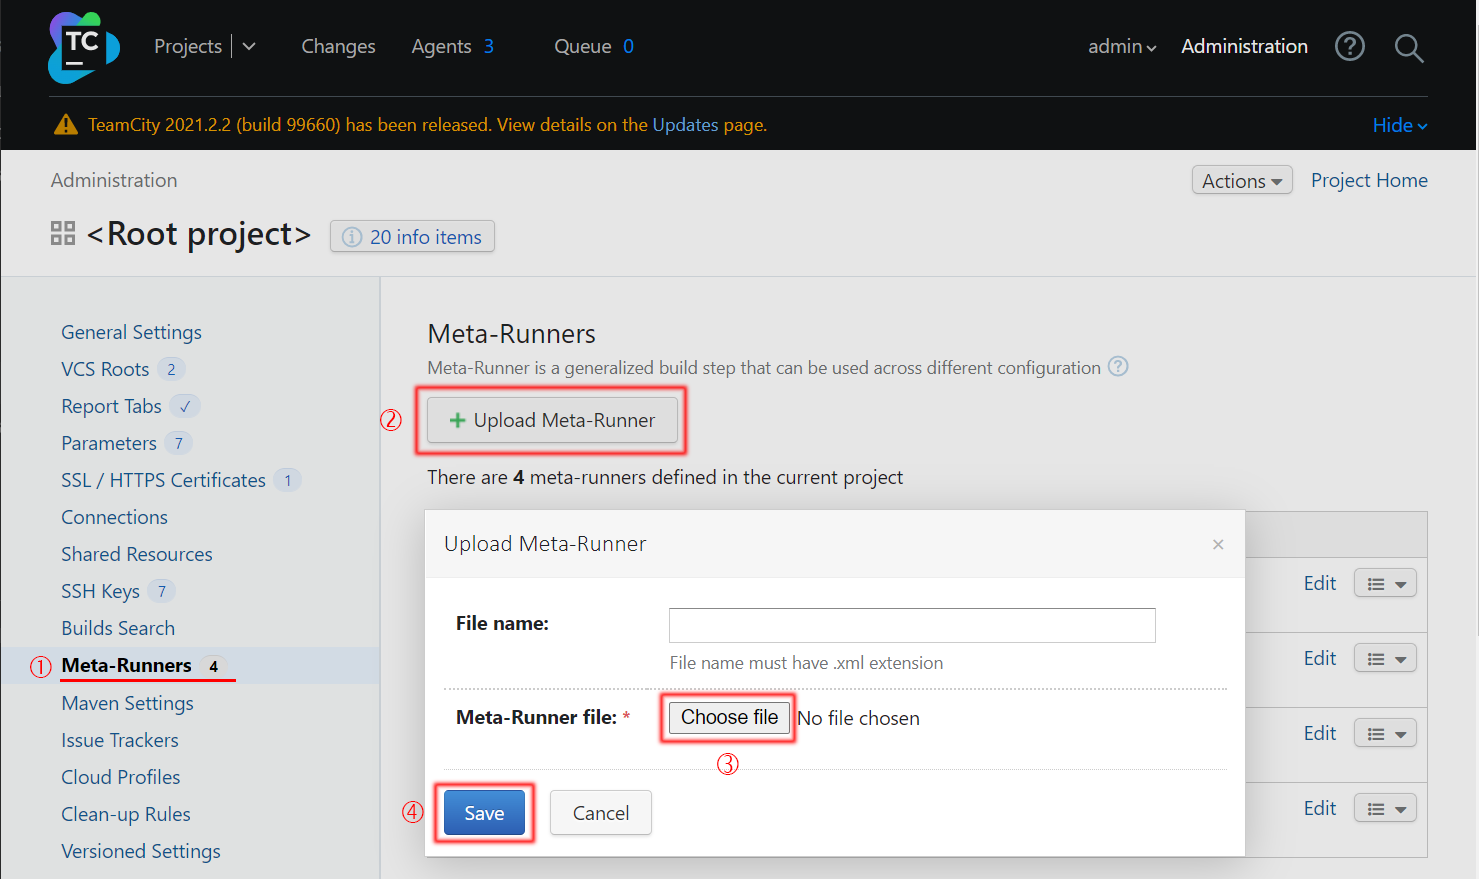 TC
Projects
Changes
Agents 3
Queue 0
admin
Administration
TeamCity 2021.2.2 (build 99660) has been released. View details on the Updates page.
Hide
Administration
Actions
Project Home
<Root project>
20 info items
General Settings
VCS Roots 2
Report Tabs ✓
Parameters 7
SSL / HTTPS Certificates 1
Connections
Shared Resources
SSH Keys 7
Builds Search
① Meta-Runners 4
Maven Settings
Issue Trackers
Cloud Profiles
Clean-up Rules
Versioned Settings
Meta-Runners
Meta-Runner is a generalized build step that can be used across different configuration ?
② + Upload Meta-Runner
There are 4 meta-runners defined in the current project
Upload Meta-Runner ×
File name:
File name must have .xml extension
Meta-Runner file: * Choose file No file chosen
③
④ Save Cancel
Edit
Edit
Edit
Edit